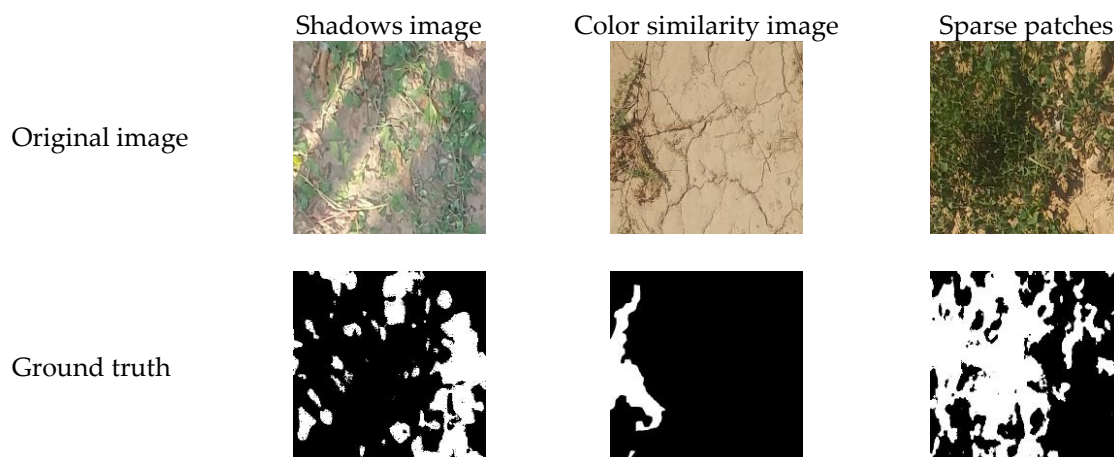 Shadows image Color similarity image Sparse patches
Original image
Ground truth